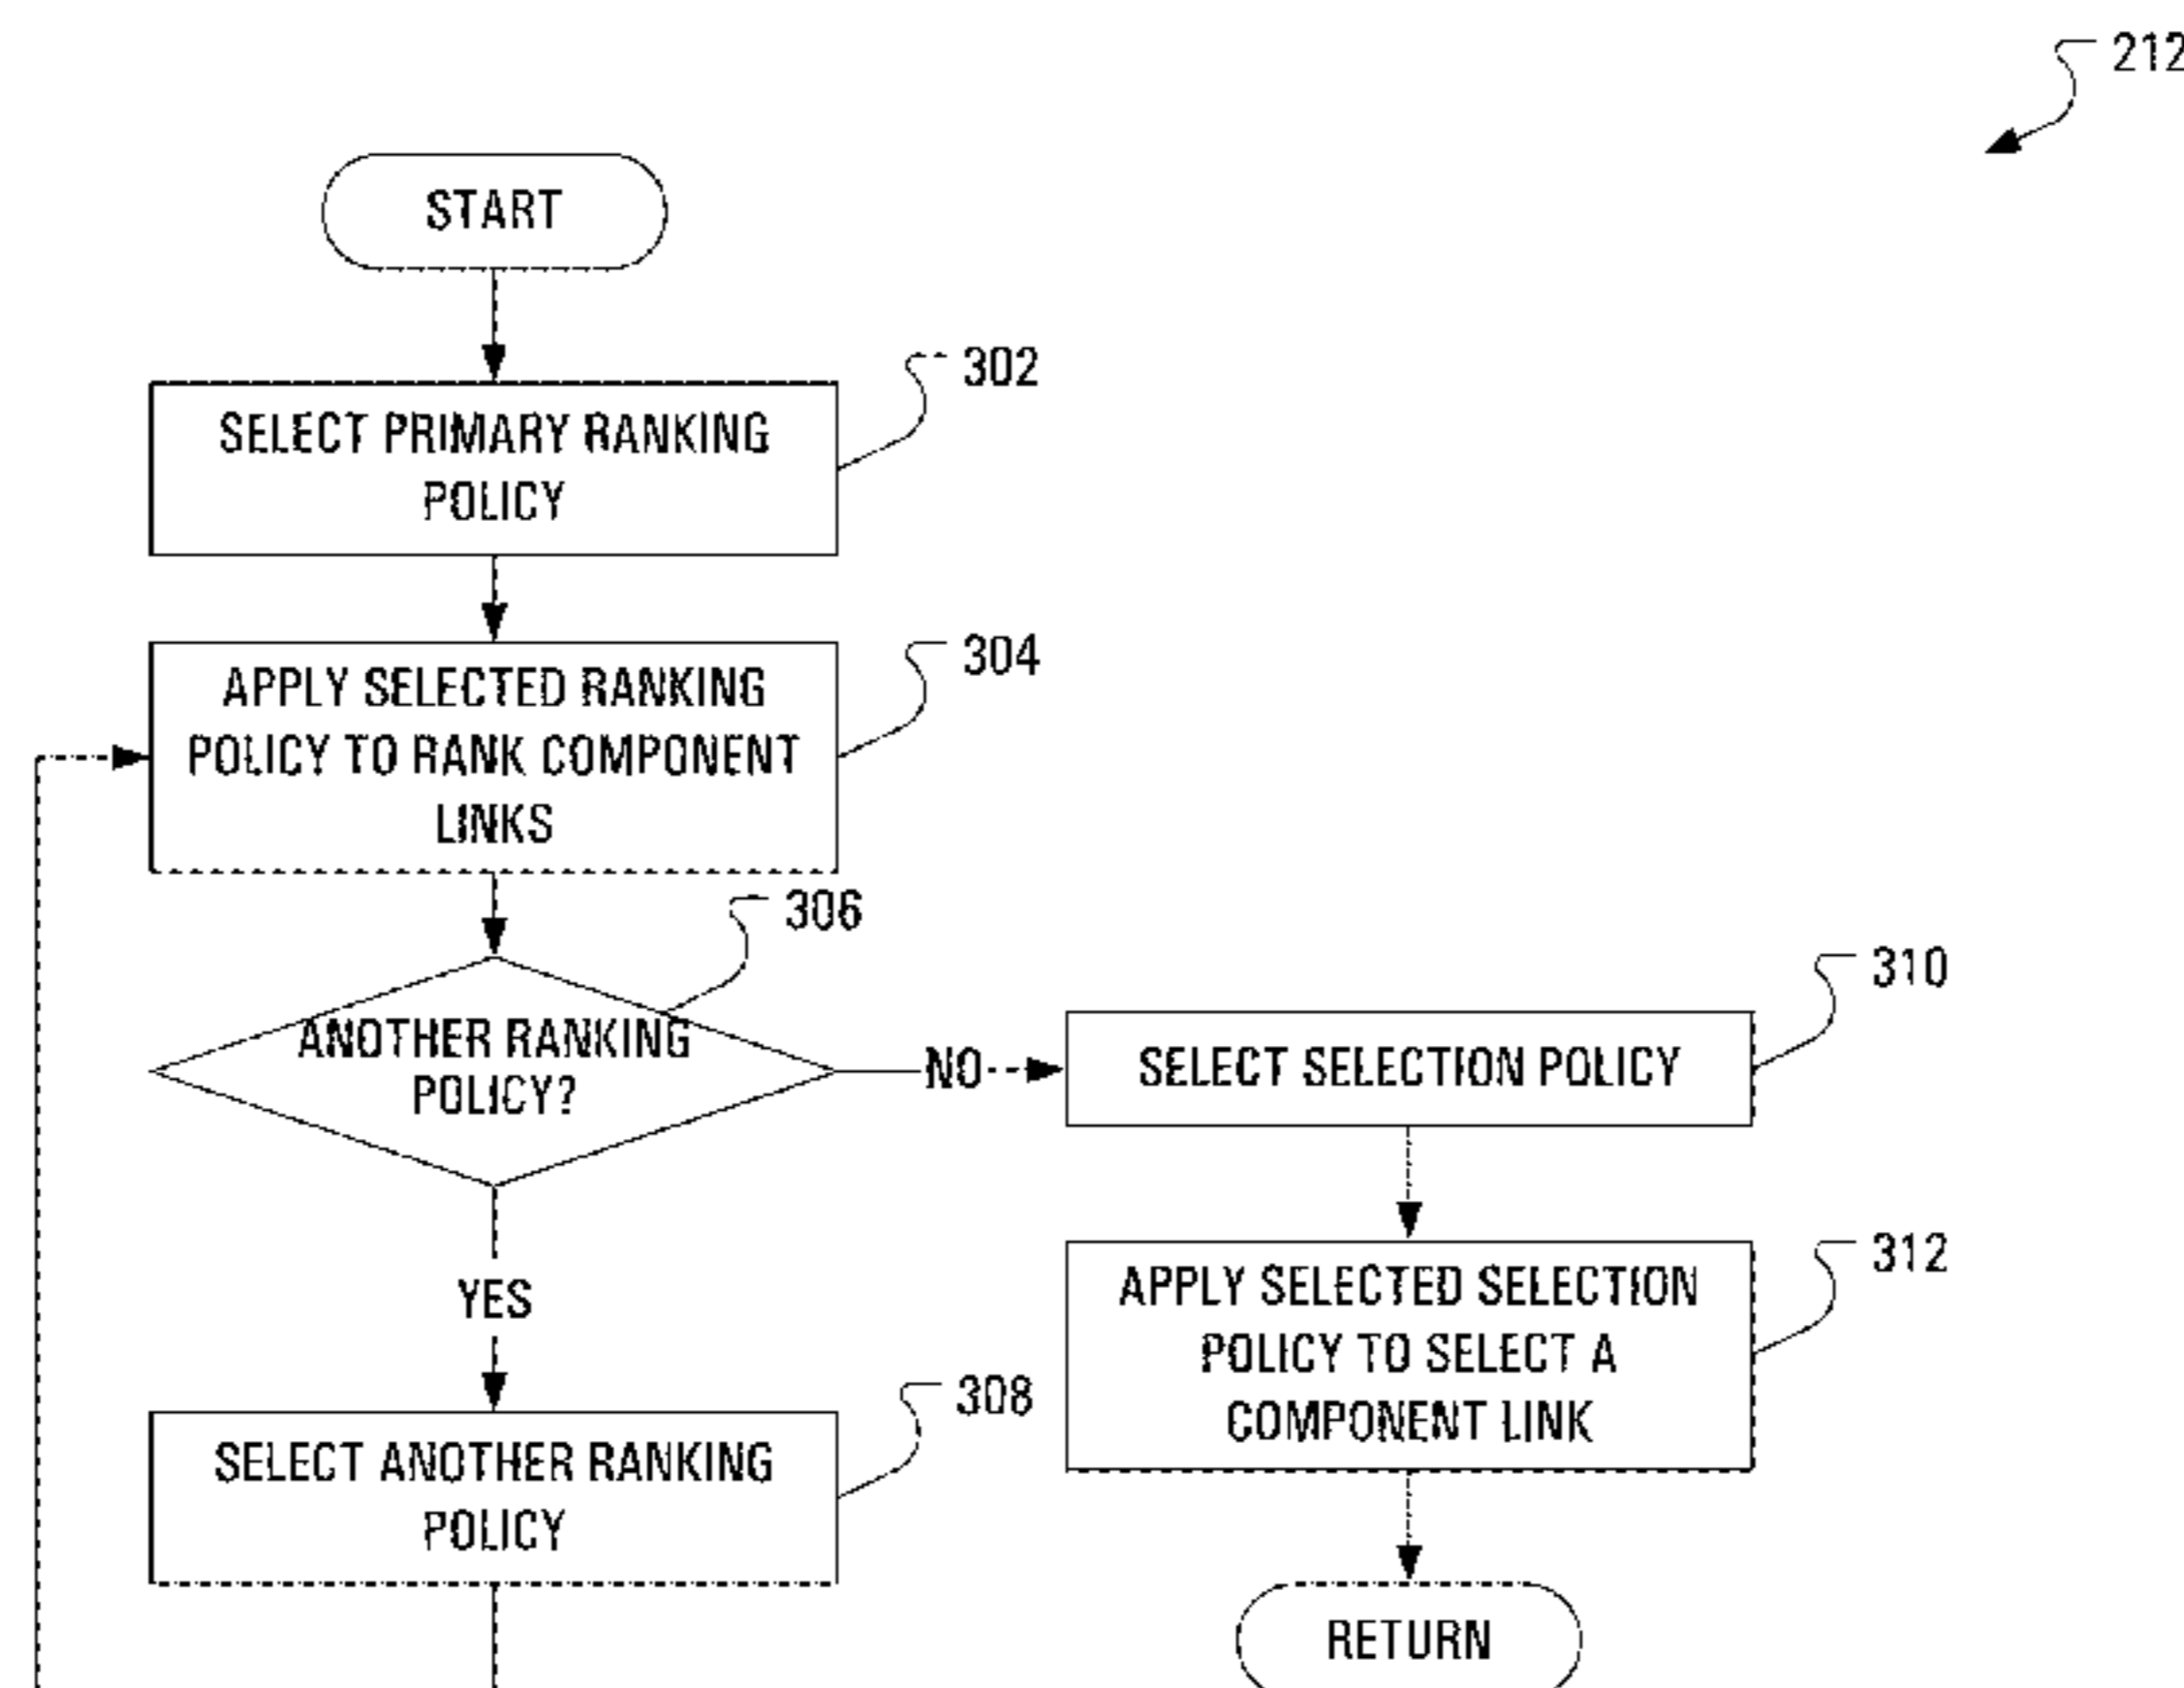 212
START
302
SELECT PRIMARY RANKING
POLICY
304
APPLY SELECTED RANKING
POLICY TO RANK COMPONENT
LINKS
306
ANOTHER RANKING
POLICY?
NO
310
SELECT SELECTION POLICY
YES
312
APPLY SELECTED SELECTION
POLICY TO SELECT A
COMPONENT LINK
308
SELECT ANOTHER RANKING
POLICY
RETURN